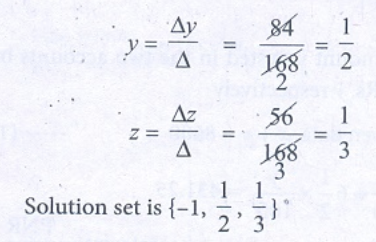 y = Δy/Δ = 84/168 2 = 1/2
z = Δz/Δ = 56/168 3 = 1/3
Solution set is {–1, 1/2, 1/3}